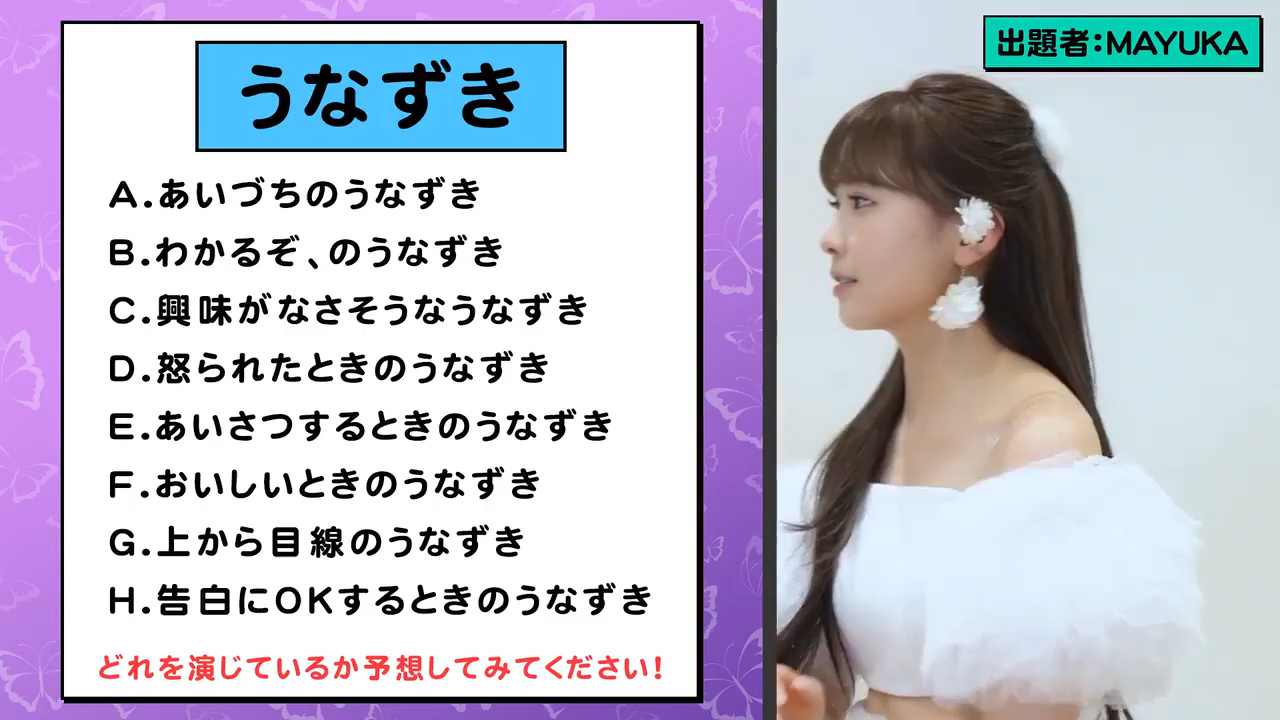 うなずき
A.あいづちのうなずき
B.わかるぞ、のうなずき
C.興味がなさそうなうなずき
D.怒られたときのうなずき
E.あいさつするときのうなずき
F.おいしいときのうなずき
G.上から目線のうなずき
H.告白にOKするときのうなずき
どれを演じているか予想してみてください!
出題者:MAYUKA